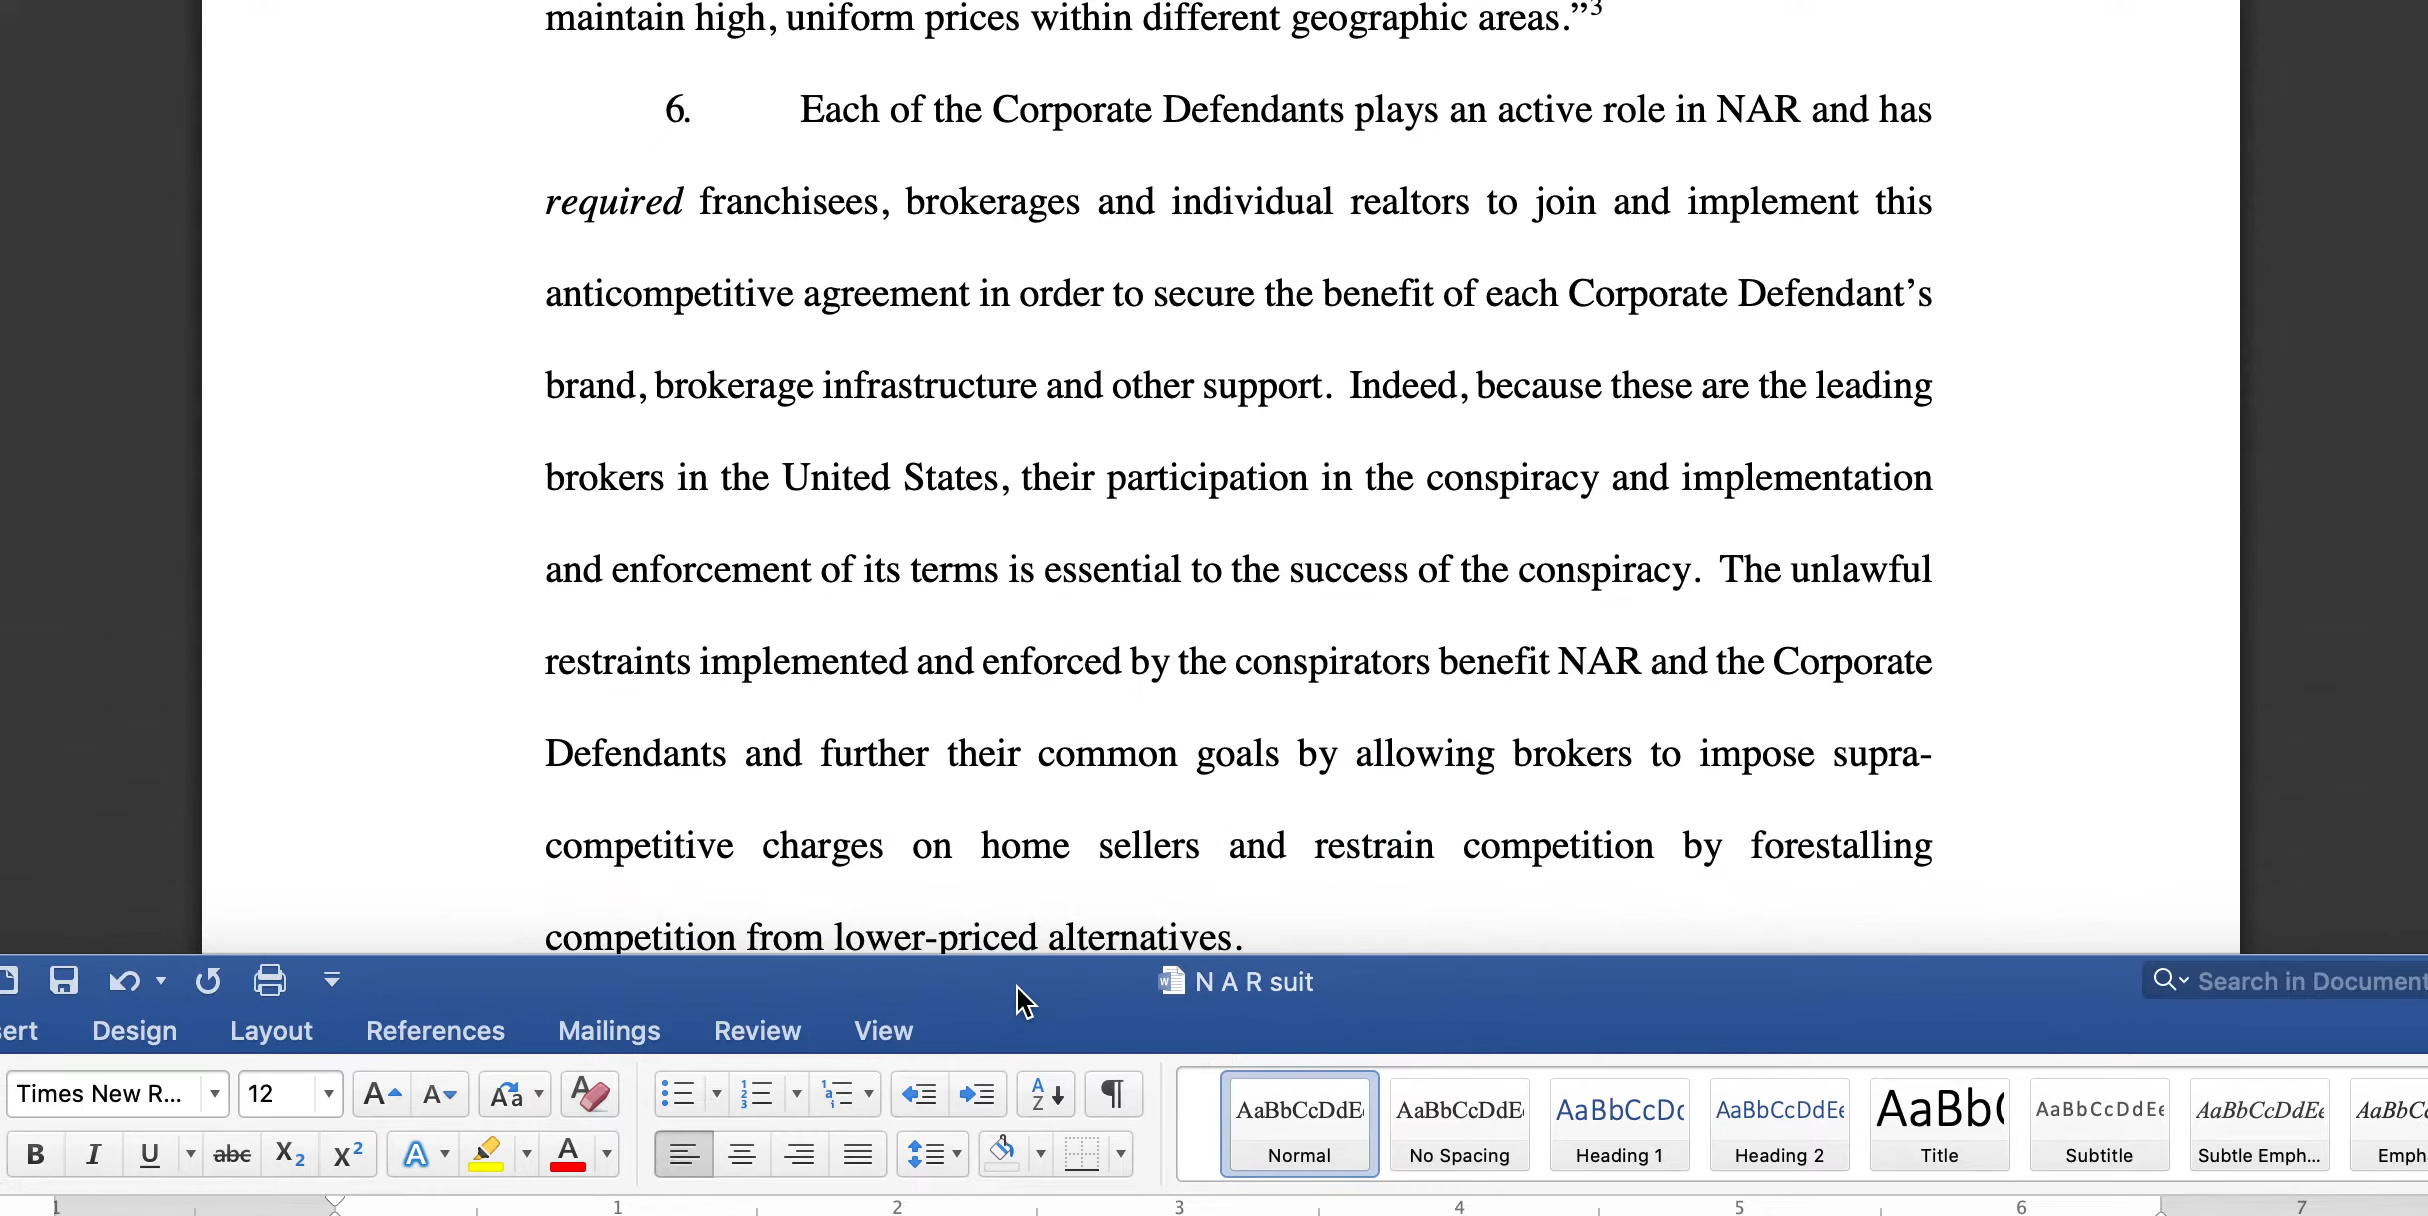 maintain high, uniform prices within different geographic areas.”³
6. Each of the Corporate Defendants plays an active role in NAR and has
required franchisees, brokerages and individual realtors to join and implement this
anticompetitive agreement in order to secure the benefit of each Corporate Defendant’s
brand, brokerage infrastructure and other support. Indeed, because these are the leading
brokers in the United States, their participation in the conspiracy and implementation
and enforcement of its terms is essential to the success of the conspiracy. The unlawful
restraints implemented and enforced by the conspirators benefit NAR and the Corporate
Defendants and further their common goals by allowing brokers to impose supra-
competitive charges on home sellers and restrain competition by forestalling
competition from lower-priced alternatives.
N A R suit Search in Document
sert Design Layout References Mailings Review View
Times New R... 12 A A Aa A A Z ¶
B I U abc X₂ X² A A
AaBbCcDdE AaBbCcDdE AaBbCcDc AaBbCcDdEe AaBb( AaBbCcDdEe AaBbCcDdEe AaBbC
Normal No Spacing Heading 1 Heading 2 Title Subtitle Subtle Emph... Emph
1 1 2 3 4 5 6 7